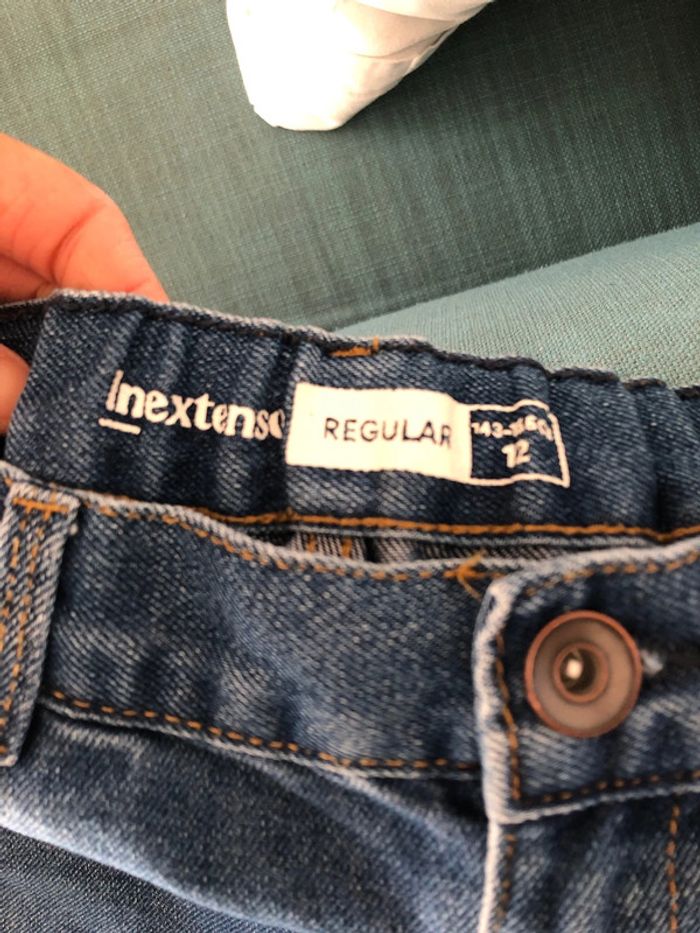 Inextenso
REGULAR
12